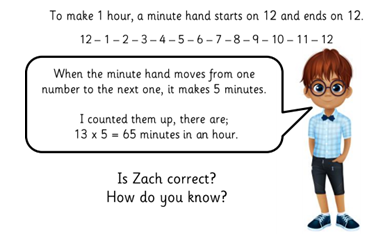 To make 1 hour, a minute hand starts on 12 and ends on 12.
12 – 1 – 2 – 3 – 4 – 5 – 6 – 7 – 8 – 9 – 10 – 11 – 12
When the minute hand moves from one
number to the next one, it makes 5 minutes.
I counted them up, there are;
13 x 5 = 65 minutes in an hour.
Is Zach correct?
How do you know?